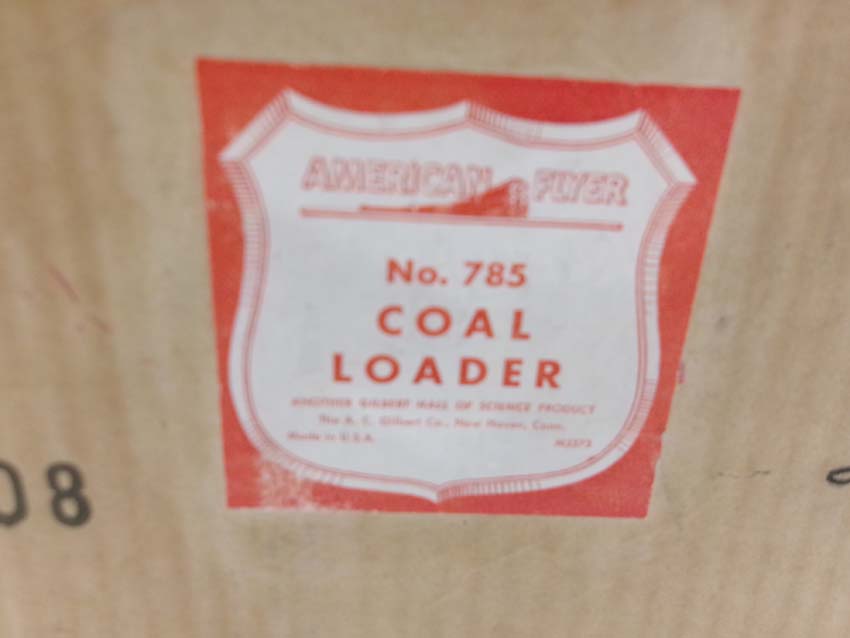 AMERICAN FLYER
No. 785
COAL
LOADER
ANOTHER GILBERT HALL OF SCIENCE PRODUCT
The A. C. Gilbert Co., New Haven, Conn.
Made in U.S.A.
08